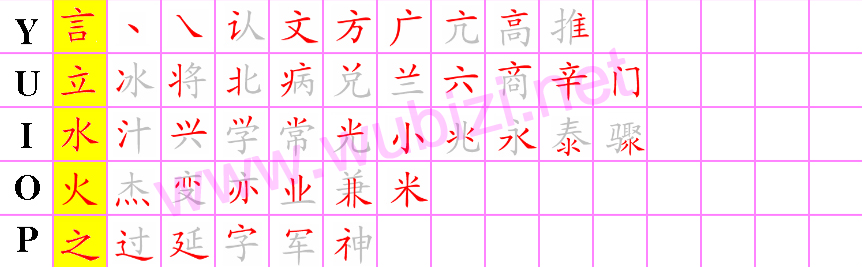 Y 言 丶 ㇏ 认 文 方 广 亢 高 推
U 立 冰 将 北 病 兑 兰 六 商 辛 门
I 水 汁 兴 学 常 光 小 兆 永 泰 骤
O 火 杰 变 亦 业 兼 米
P 之 过 延 字 军 神
www.wubizi.net